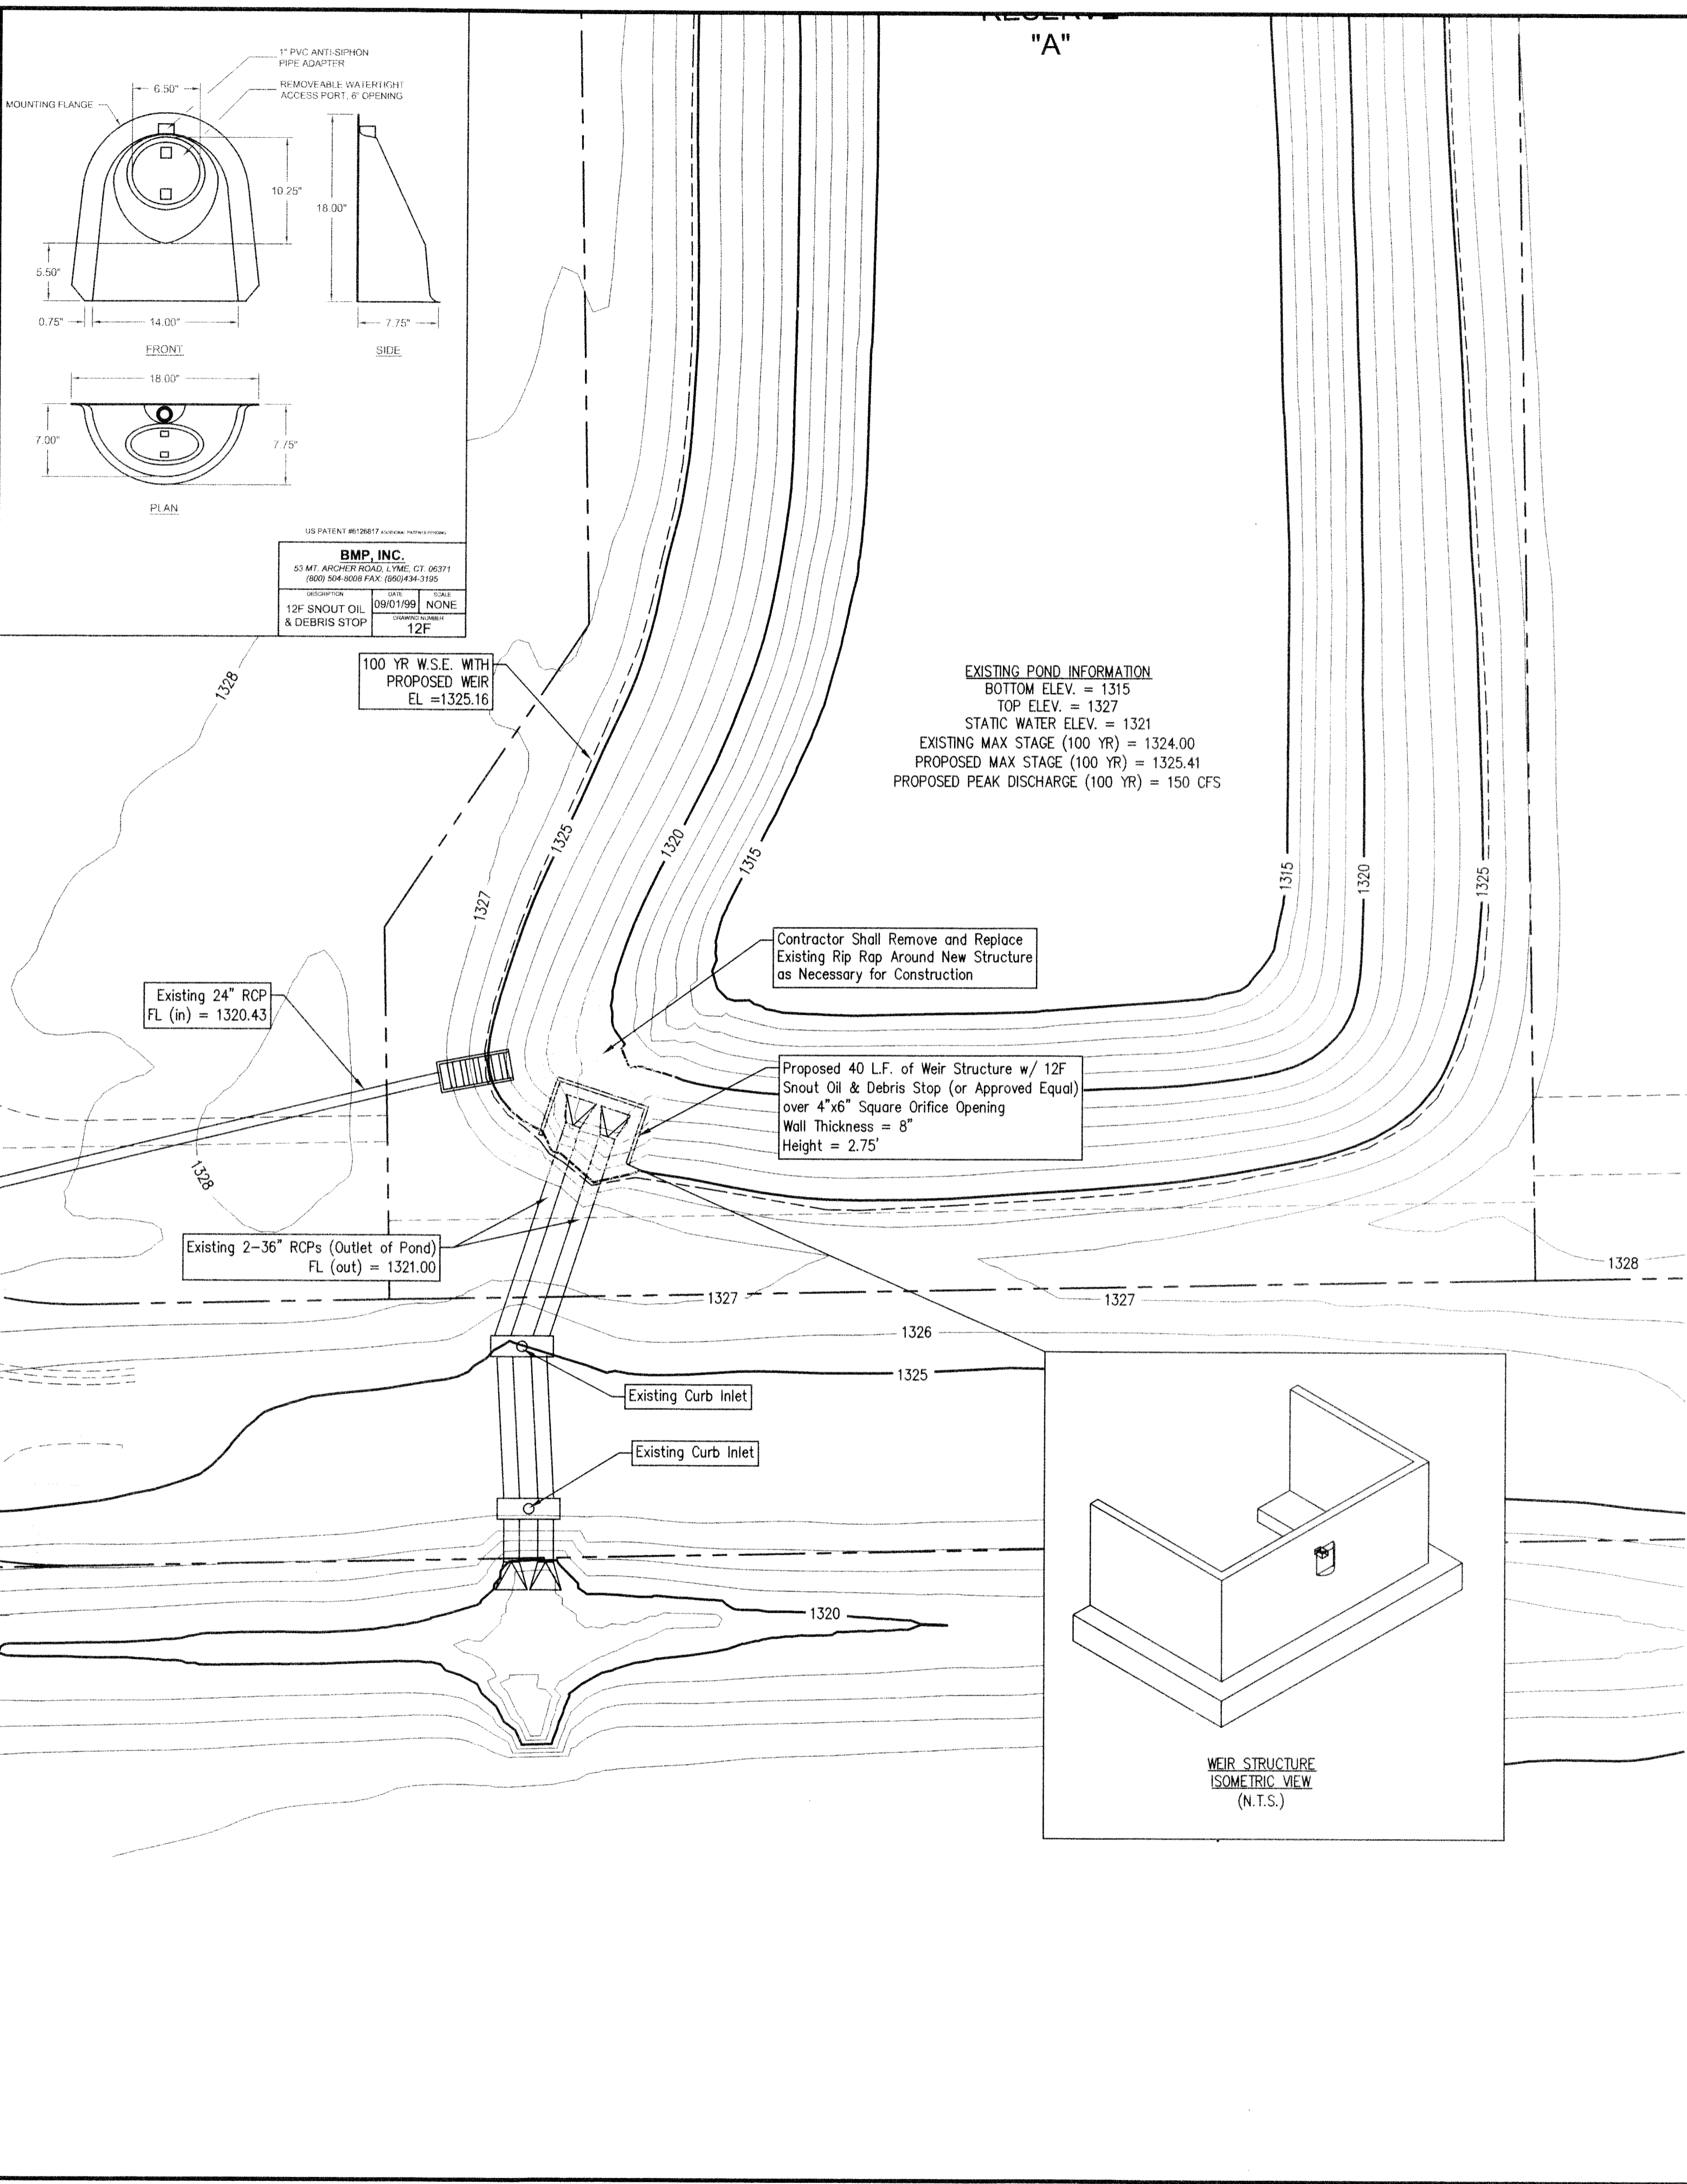 "A"
1" PVC ANTI-SIPHON
PIPE ADAPTER
REMOVEABLE WATERTIGHT
ACCESS PORT, 6" OPENING
MOUNTING FLANGE
6.50"
10.25"
18.00"
5.50"
0.75"
14.00"
7.75"
FRONT
SIDE
18.00"
7.00"
7.75"
PLAN
US PATENT #6126817 ADDITIONAL PATENTS PENDING
BMP, INC.
53 MT. ARCHER ROAD, LYME, CT. 06371
(800) 504-8008 FAX: (860)434-3195
DESCRIPTION
12F SNOUT OIL
& DEBRIS STOP
DATE
09/01/99
SCALE
NONE
DRAWING NUMBER
12F
1328
100 YR W.S.E. WITH
PROPOSED WEIR
EL =1325.16
EXISTING POND INFORMATION
BOTTOM ELEV. = 1315
TOP ELEV. = 1327
STATIC WATER ELEV. = 1321
EXISTING MAX STAGE (100 YR) = 1324.00
PROPOSED MAX STAGE (100 YR) = 1325.41
PROPOSED PEAK DISCHARGE (100 YR) = 150 CFS
1325
1320
1315
1315
1320
1325
1327
Contractor Shall Remove and Replace
Existing Rip Rap Around New Structure
as Necessary for Construction
Existing 24" RCP
FL (in) = 1320.43
Proposed 40 L.F. of Weir Structure w/ 12F
Snout Oil & Debris Stop (or Approved Equal)
over 4"x6" Square Orifice Opening
Wall Thickness = 8"
Height = 2.75'
1328
Existing 2-36" RCPs (Outlet of Pond)
FL (out) = 1321.00
1328
1327
1327
1326
1325
Existing Curb Inlet
Existing Curb Inlet
1320
WEIR STRUCTURE
ISOMETRIC VIEW
(N.T.S.)